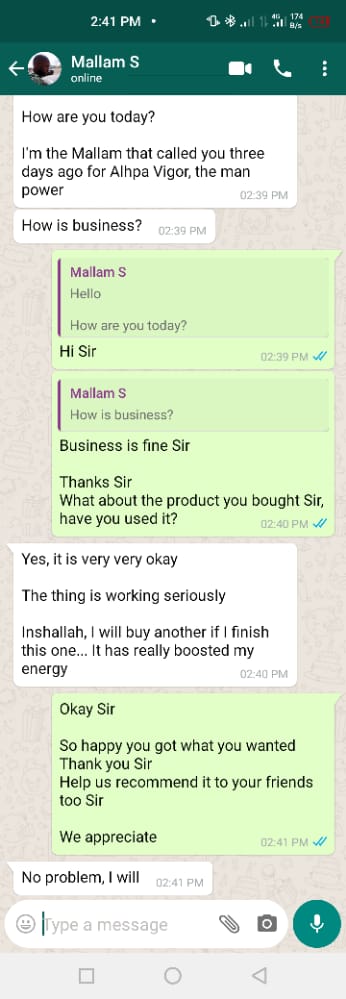 2:41 PM •
4G 174
B/s
Mallam S
online
How are you today?
I'm the Mallam that called you three
days ago for Alhpa Vigor, the man
power
02:39 PM
How is business? 02:39 PM
Mallam S
Hello
How are you today?
Hi Sir
02:39 PM
Mallam S
How is business?
Business is fine Sir
Thanks Sir
What about the product you bought Sir,
have you used it?
02:40 PM
Yes, it is very very okay
The thing is working seriously
Inshallah, I will buy another if I finish
this one... It has really boosted my
energy
02:40 PM
Okay Sir
So happy you got what you wanted
Thank you Sir
Help us recommend it to your friends
too Sir
We appreciate
02:41 PM
No problem, I will 02:41 PM
Type a message